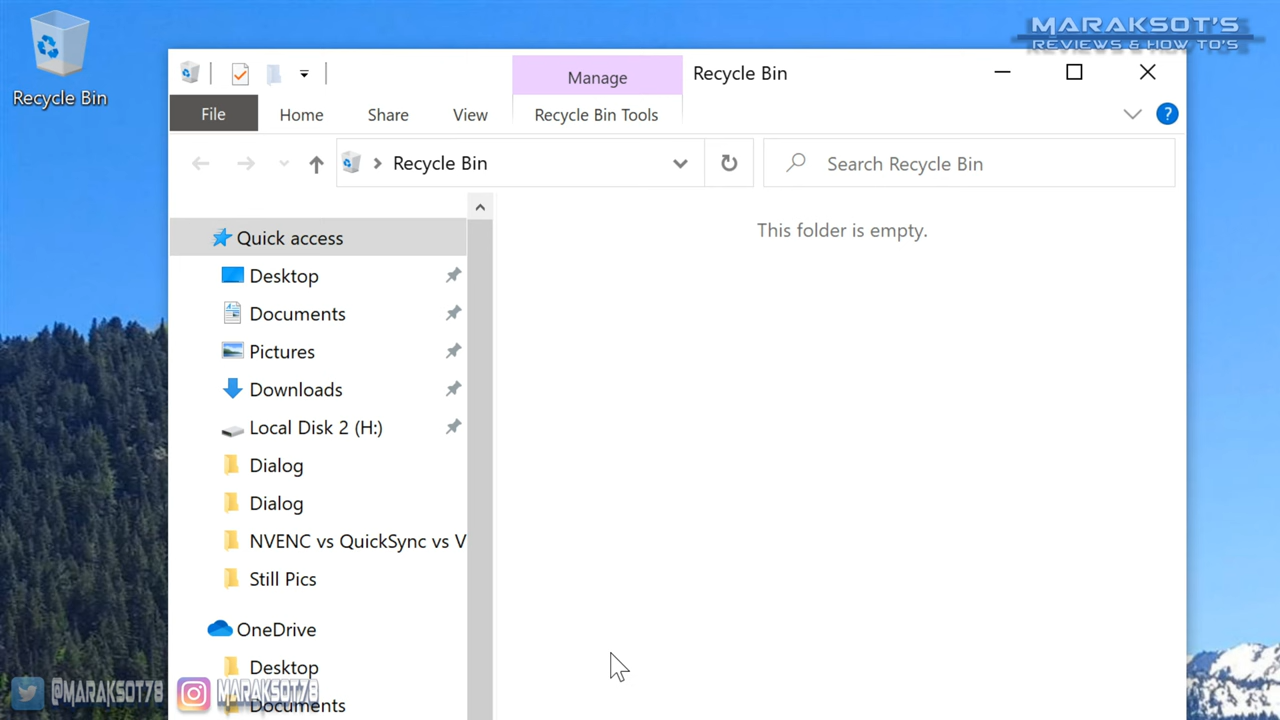 MARAKSOT'S
REVIEWS & HOW TO'S
Recycle Bin
Manage
Recycle Bin
File
Home
Share
View
Recycle Bin Tools
?
Recycle Bin
Search Recycle Bin
This folder is empty.
Quick access
Desktop
Documents
Pictures
Downloads
Local Disk 2 (H:)
Dialog
Dialog
NVENC vs QuickSync vs V
Still Pics
OneDrive
Desktop
Documents
@MARAKSOT78
MARAKSOT78